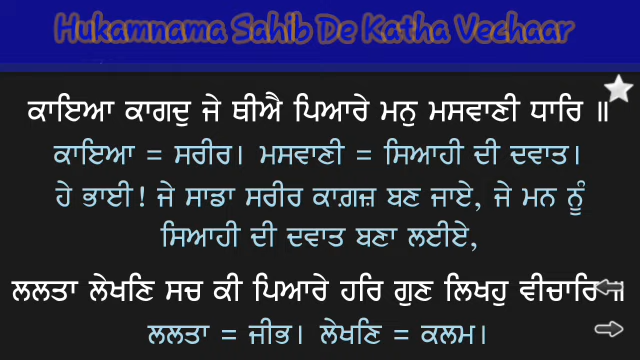 Hukamnama Sahib De Katha Vechaar
ਕਾਇਆ ਕਾਗਦੁ ਜੇ ਥੀਐ ਪਿਆਰੇ ਮਨੁ ਮਸਵਾਣੀ ਧਾਰਿ ॥
ਕਾਇਆ = ਸਰੀਰ। ਮਸਵਾਣੀ = ਸਿਆਹੀ ਦੀ ਦਵਾਤ।
ਹੇ ਭਾਈ! ਜੇ ਸਾਡਾ ਸਰੀਰ ਕਾਗ਼ਜ਼ ਬਣ ਜਾਏ, ਜੇ ਮਨ ਨੂੰ
ਸਿਆਹੀ ਦੀ ਦਵਾਤ ਬਣਾ ਲਈਏ,
ਲਲਤਾ ਲੇਖਣਿ ਸਚ ਕੀ ਪਿਆਰੇ ਹਰਿ ਗੁਣ ਲਿਖਹੁ ਵੀਚਾਰਿ ॥
ਲਲਤਾ = ਜੀਭ। ਲੇਖਣਿ = ਕਲਮ।